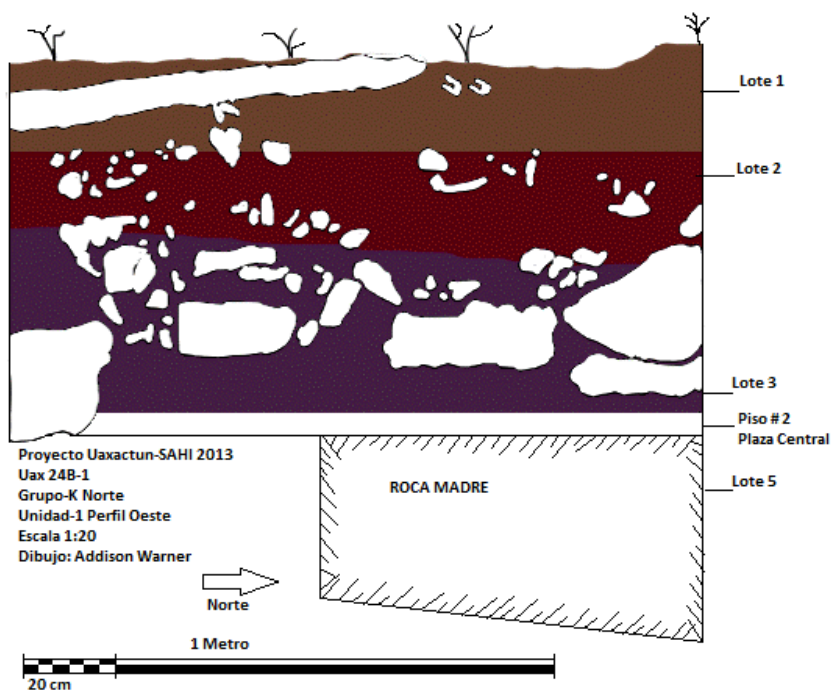 Lote 1
Lote 2
Lote 3
Piso # 2
Plaza Central
Proyecto Uaxactun-SAHI 2013
Uax 24B-1
Grupo-K Norte
Unidad-1 Perfil Oeste
Escala 1:20
Dibujo: Addison Warner
ROCA MADRE
Lote 5
Norte
1 Metro
20 cm